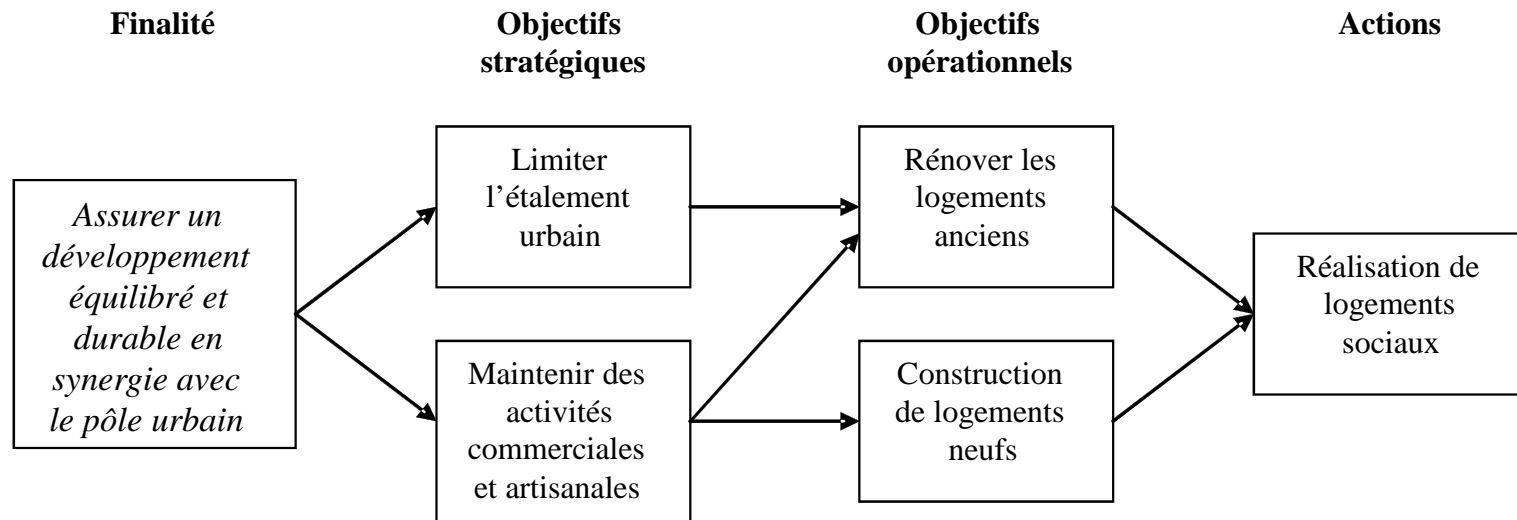 Finalité
Objectifs
stratégiques
Objectifs
opérationnels
Actions
Assurer un
développement
équilibré et
durable en
synergie avec
le pôle urbain
Limiter
l’étalement
urbain
Maintenir des
activités
commerciales
et artisanales
Rénover les
logements
anciens
Construction
de logements
neufs
Réalisation de
logements
sociaux